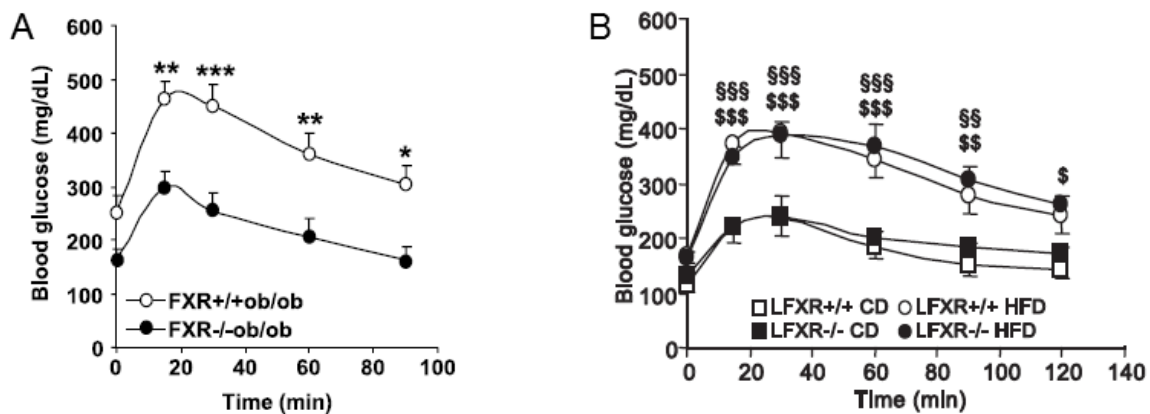 A
B
Blood glucose (mg/dL)
600
500
400
300
200
100
0
**
***
**
*
FXR+/+ob/ob
FXR-/-ob/ob
0 20 40 60 80 100
Time (min)
Blood glucose (mg/dL)
600
500
400
300
200
100
0
§§§ §§§ §§§ §§
$$$ $$$ $$$ $$ $
LFXR+/+ CD LFXR+/+ HFD
LFXR-/- CD LFXR-/- HFD
0 20 40 60 80 100 120 140
Time (min)